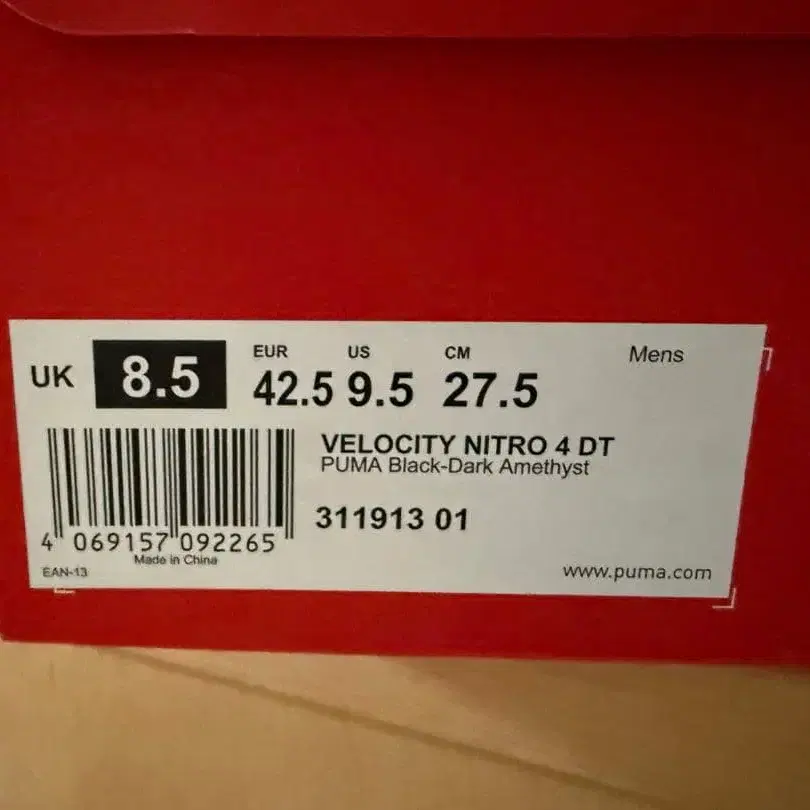 EUR US CM Mens
UK 8.5 42.5 9.5 27.5
VELOCITY NITRO 4 DT
PUMA Black-Dark Amethyst
311913 01
4 069157 092265
Made in China
EAN-13
www.puma.com